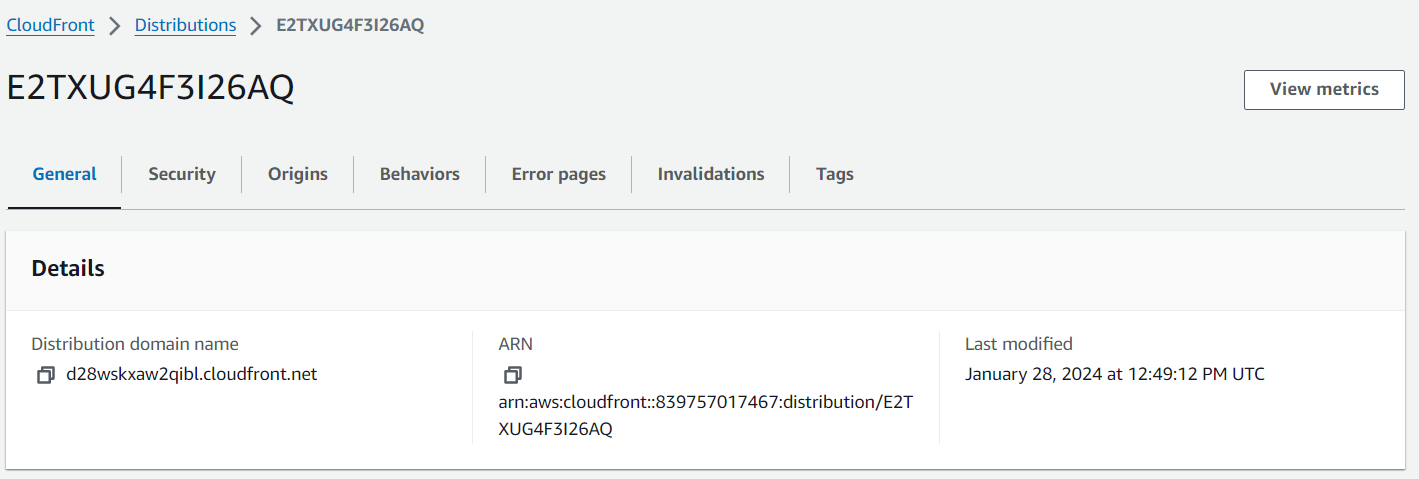 CloudFront > Distributions > E2TXUG4F3I26AQ
E2TXUG4F3I26AQ
View metrics
General
Security
Origins
Behaviors
Error pages
Invalidations
Tags
Details
Distribution domain name
d28wskxaw2qibl.cloudfront.net
ARN
arn:aws:cloudfront::839757017467:distribution/E2T
XUG4F3I26AQ
Last modified
January 28, 2024 at 12:49:12 PM UTC